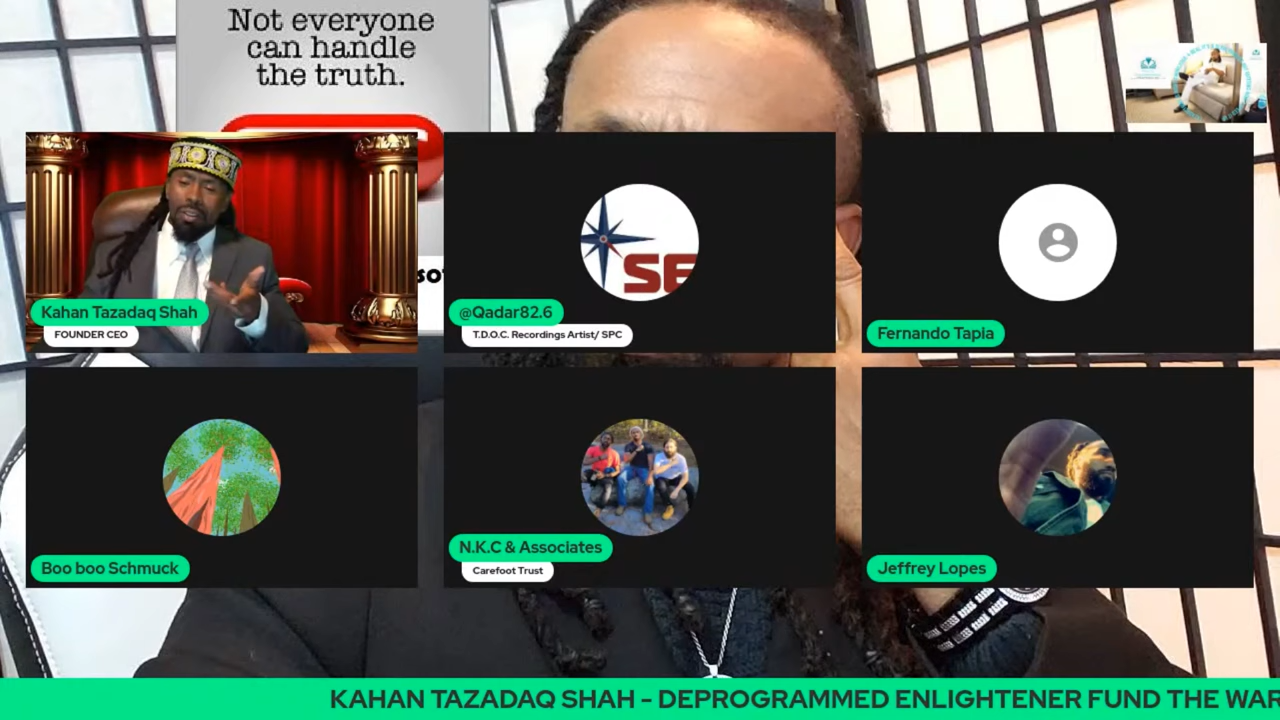 Not everyone
can handle
the truth.
Kahan Tazadaq Shah
FOUNDER CEO
SE
@Qadar82.6
T.D.O.C. Recordings Artist/ SPC
Fernando Tapia
Boo boo Schmuck
N.K.C & Associates
Carefoot Trust
Jeffrey Lopes
KAHAN TAZADAQ SHAH - DEPROGRAMMED ENLIGHTENER FUND THE WAR